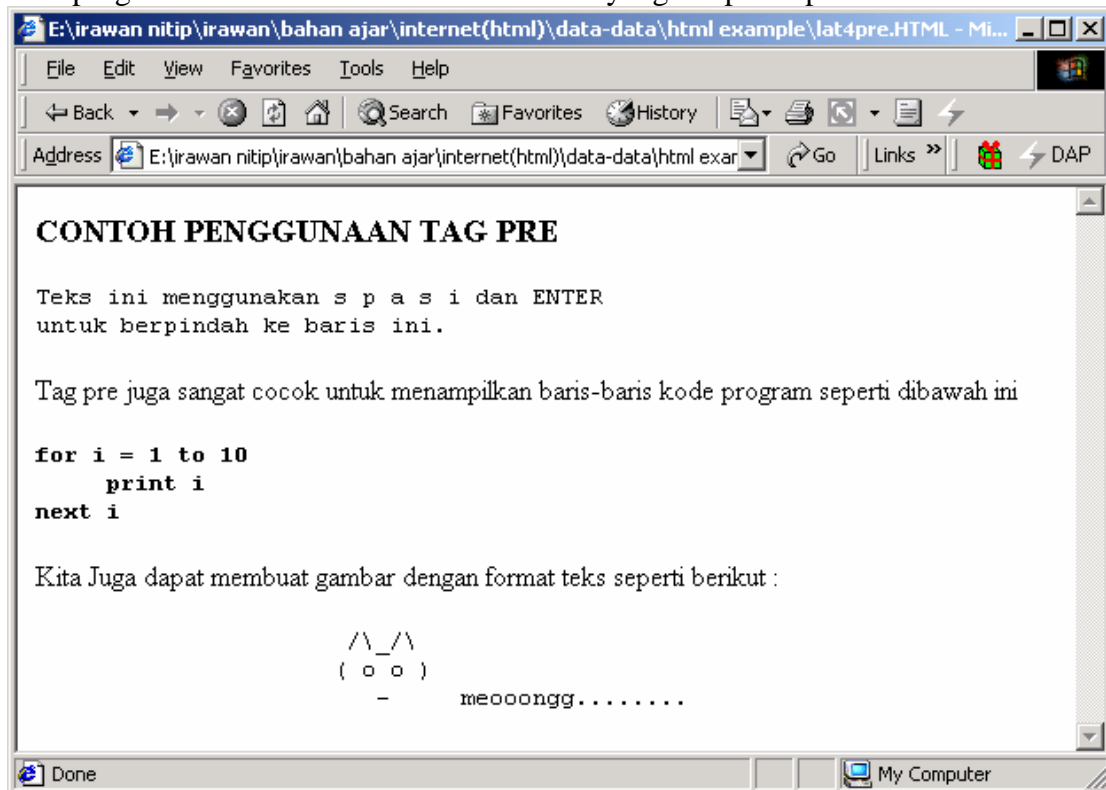 E:\irawan nitip\irawan\bahan ajar\internet(html)\data-data\html example\lat4pre.HTML - Mi...
File Edit View Favorites Tools Help
Back Search Favorites History
Address E:\irawan nitip\irawan\bahan ajar\internet(html)\data-data\html exar Go Links » DAP
CONTOH PENGGUNAAN TAG PRE
Teks ini menggunakan s p a s i dan ENTER
untuk berpindah ke baris ini.
Tag pre juga sangat cocok untuk menampilkan baris-baris kode program seperti dibawah ini
for i = 1 to 10
     print i
next i
Kita Juga dapat membuat gambar dengan format teks seperti berikut :
/\_/\
( o o )
-     meooongg........
Done My Computer